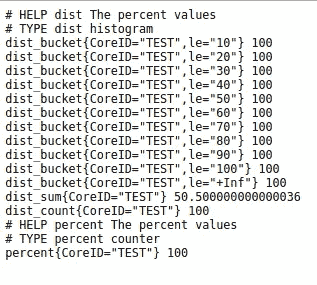 # HELP dist The percent values
# TYPE dist histogram
dist_bucket{CoreID="TEST",le="10"} 100
dist_bucket{CoreID="TEST",le="20"} 100
dist_bucket{CoreID="TEST",le="30"} 100
dist_bucket{CoreID="TEST",le="40"} 100
dist_bucket{CoreID="TEST",le="50"} 100
dist_bucket{CoreID="TEST",le="60"} 100
dist_bucket{CoreID="TEST",le="70"} 100
dist_bucket{CoreID="TEST",le="80"} 100
dist_bucket{CoreID="TEST",le="90"} 100
dist_bucket{CoreID="TEST",le="100"} 100
dist_bucket{CoreID="TEST",le="+Inf"} 100
dist_sum{CoreID="TEST"} 50.500000000000036
dist_count{CoreID="TEST"} 100
# HELP percent The percent values
# TYPE percent counter
percent{CoreID="TEST"} 100